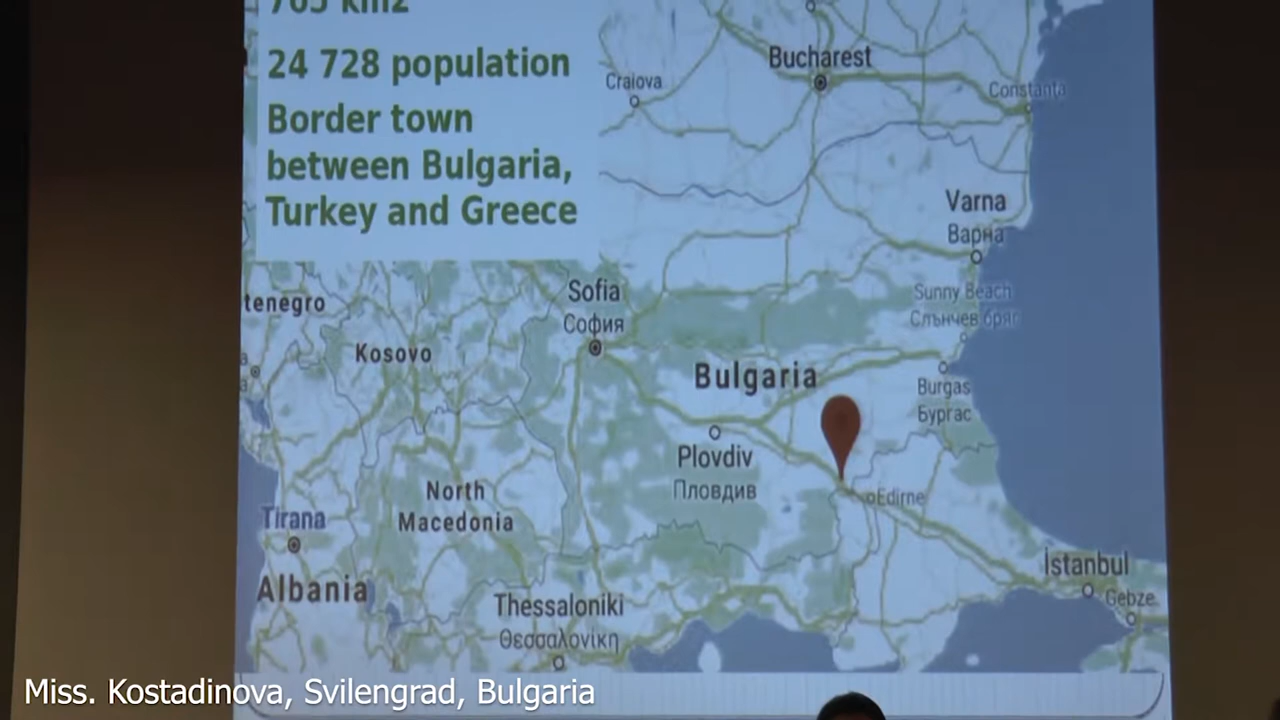 24 728 population
Border town
between Bulgaria,
Turkey and Greece
Bucharest
Craiova
Constanța
Varna
Варна
Sunny Beach
Слънчев бряг
tenegro
Sofia
София
Kosovo
Bulgaria
Burgas
Бургас
Plovdiv
Пловдив
North
Macedonia
Edirne
Tirana
Albania
İstanbul
Gebze
Thessaloniki
Θεσσαλονίκη
Miss. Kostadinova, Svilengrad, Bulgaria